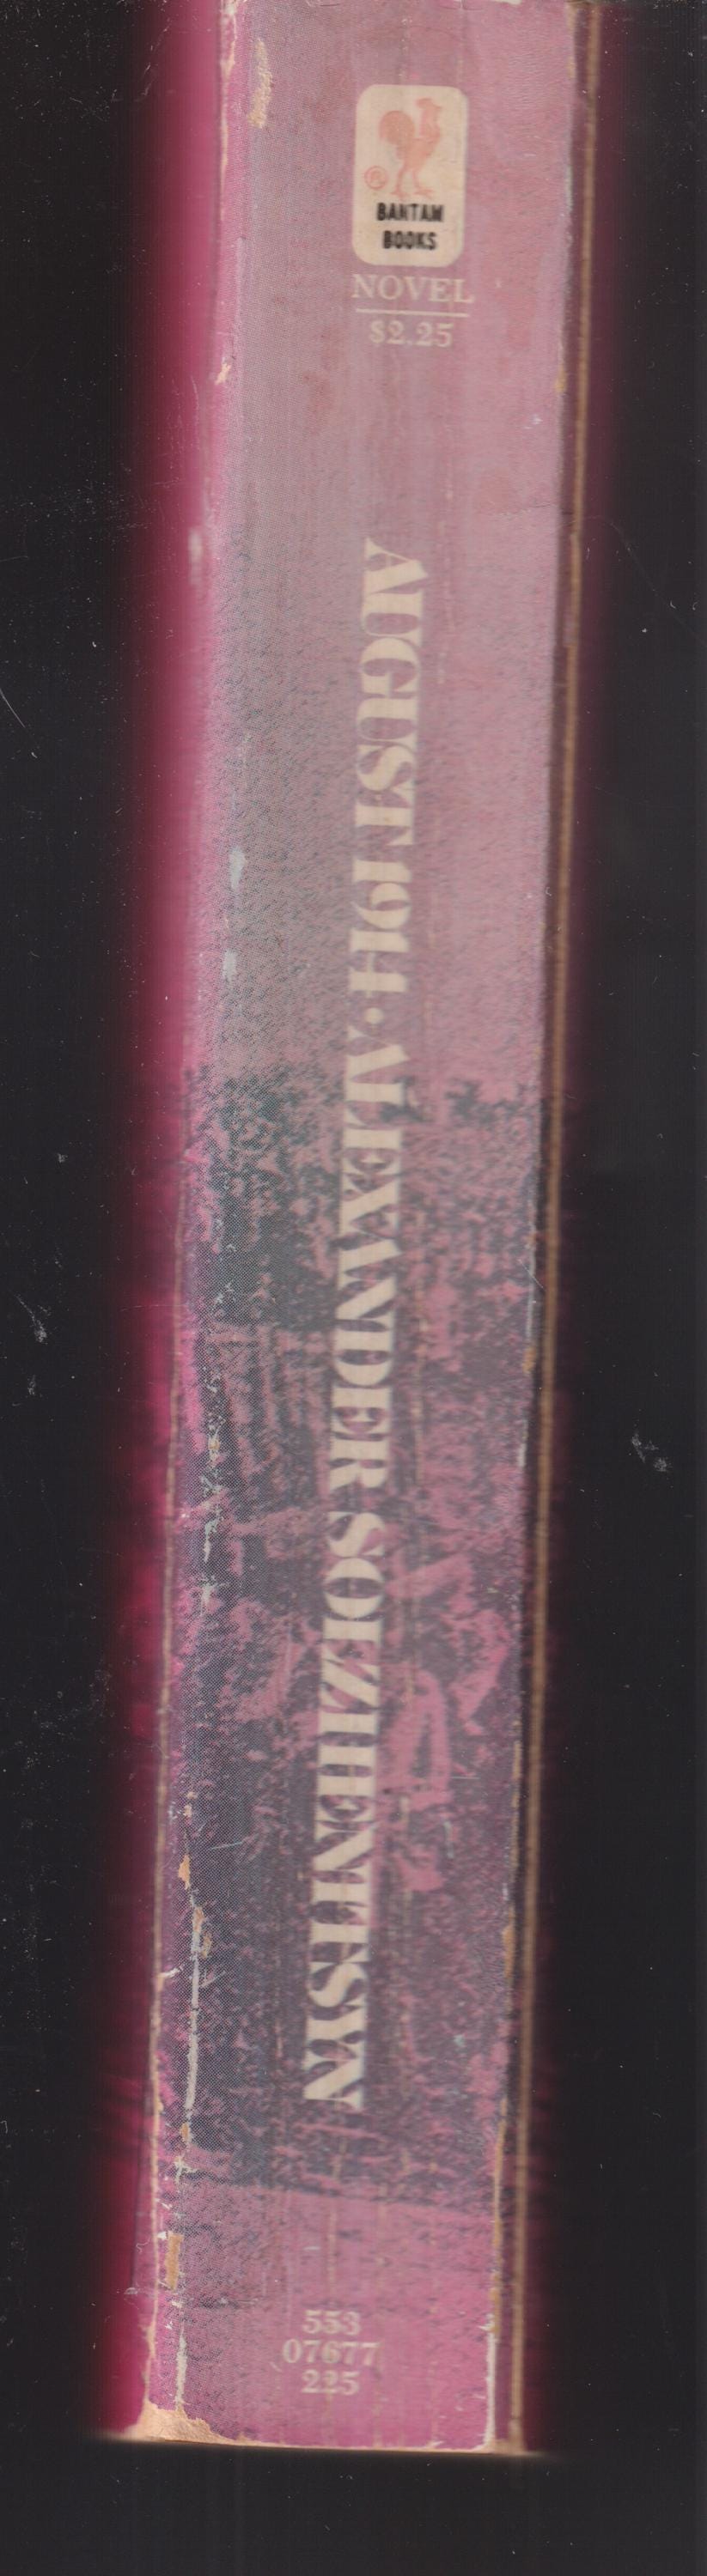 ®
BANTAM
BOOKS
NOVEL
$2.25
AUGUST 1914 • ALEXANDER SOLZHENITSYN
553
07677
225